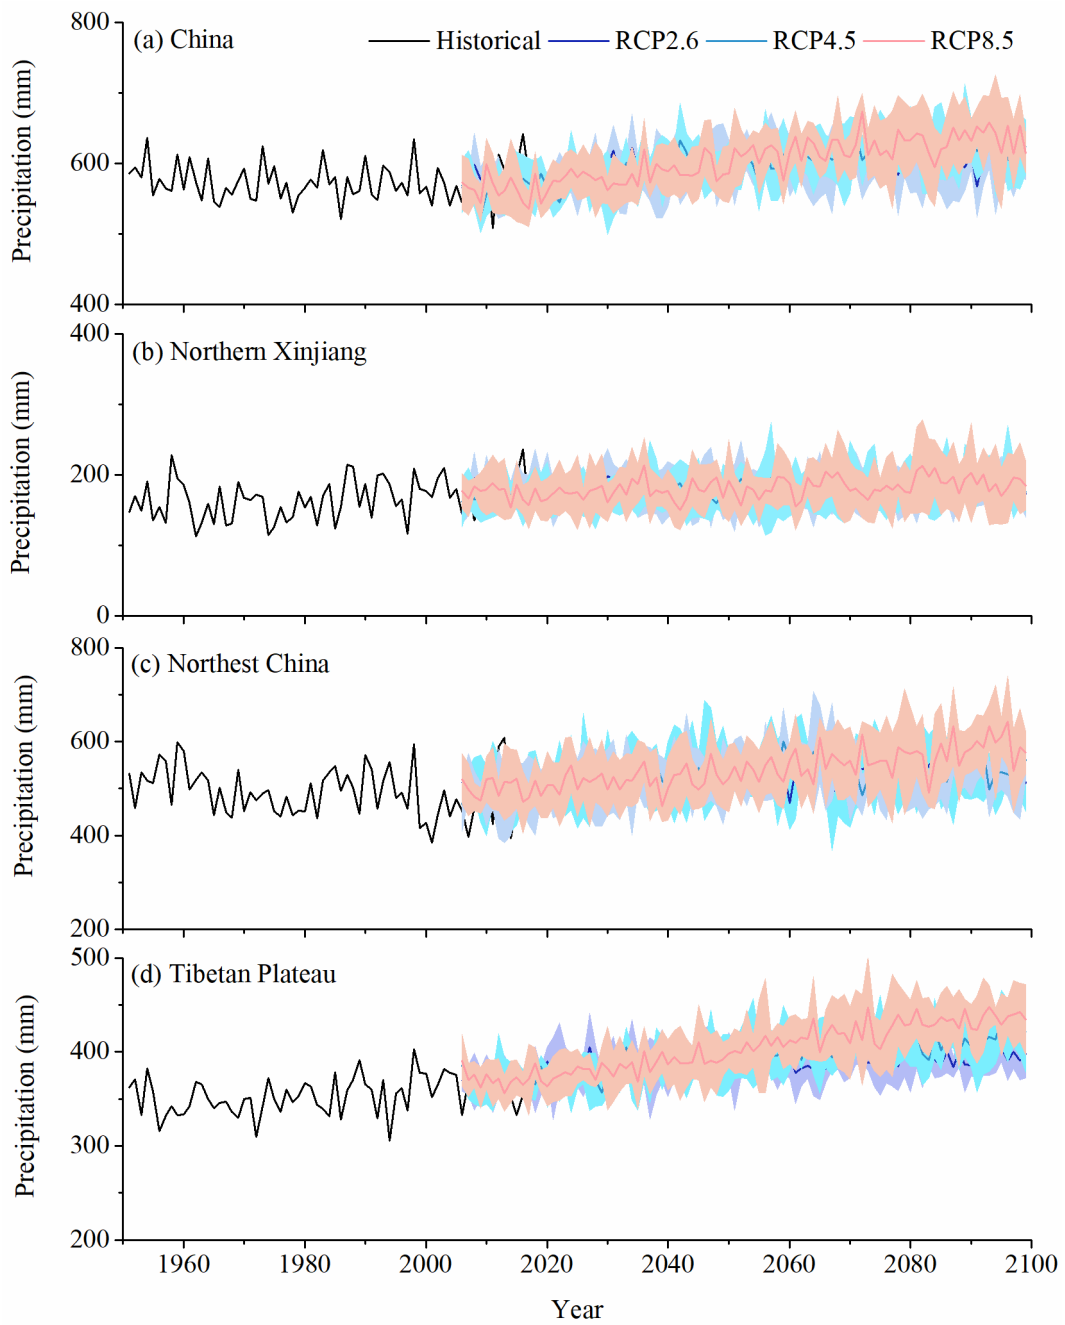 800
(a) China
Historical
RCP2.6
RCP4.5
RCP8.5
600
400
Precipitation (mm)
400
(b) Northern Xinjiang
200
0
Precipitation (mm)
800
(c) Northest China
600
400
200
Precipitation (mm)
500
(d) Tibetan Plateau
400
300
200
Precipitation (mm)
1960 1980 2000 2020 2040 2060 2080 2100
Year